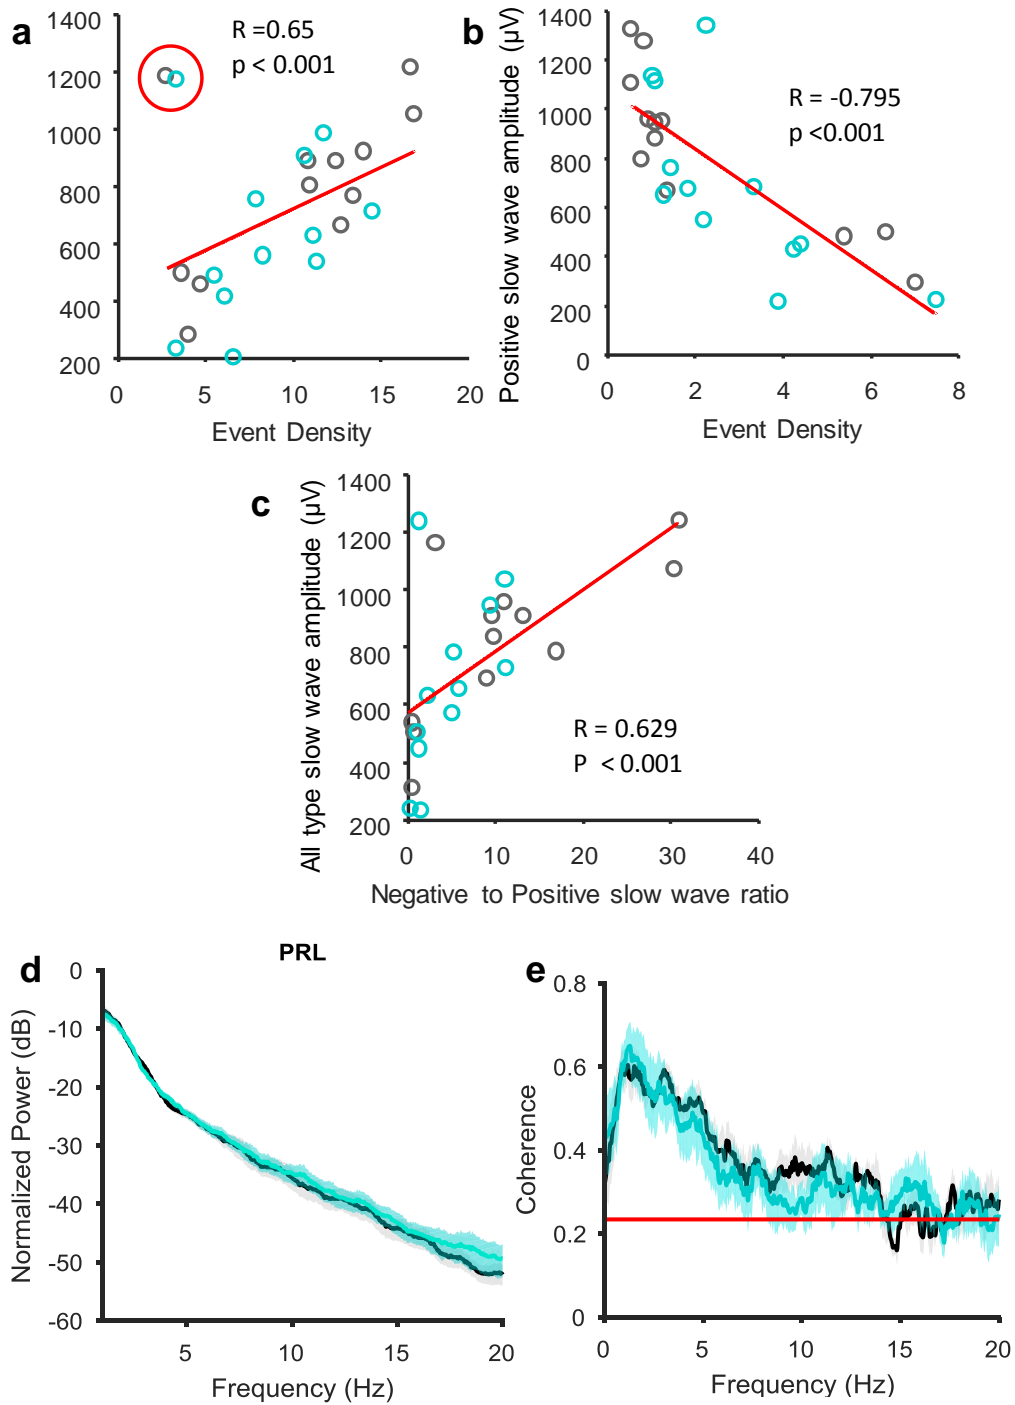 a
1400
1200
1000
800
600
400
200
0
5
10
15
20
R =0.65
p < 0.001
Event Density
b
Positive slow wave amplitude (µV)
1400
1200
1000
800
600
400
200
0
0
2
4
6
8
R = -0.795
p <0.001
Event Density
c
All type slow wave amplitude (µV)
1400
1200
1000
800
600
400
200
0
10
20
30
40
R = 0.629
P < 0.001
Negative to Positive slow wave ratio
d
PRL
Normalized Power (dB)
0
-10
-20
-30
-40
-50
-60
5
10
15
20
Frequency (Hz)
e
Coherence
0.8
0.6
0.4
0.2
0
0
5
10
15
20
Frequency (Hz)